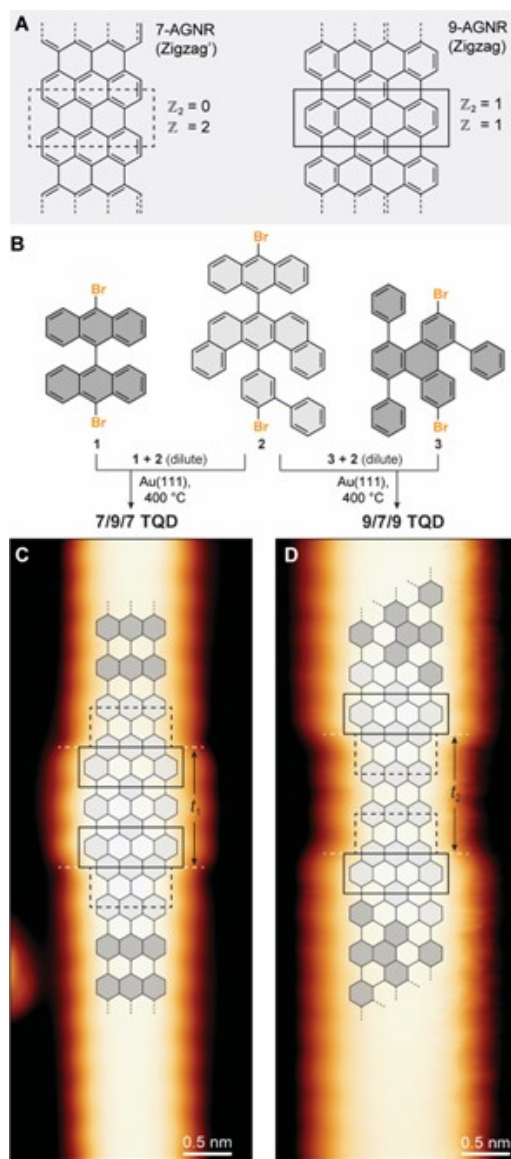 A
7-AGNR
(Zigzag')
ℤ₂ = 0
ℤ = 2
9-AGNR
(Zigzag)
ℤ₂ = 1
ℤ = 1
B
Br
Br
1
Br
Br
2
Br
Br
3
1 + 2 (dilute)
3 + 2 (dilute)
Au(111),
400 °C
Au(111),
400 °C
7/9/7 TQD
9/7/9 TQD
C
t₁
0.5 nm
D
t₂
0.5 nm